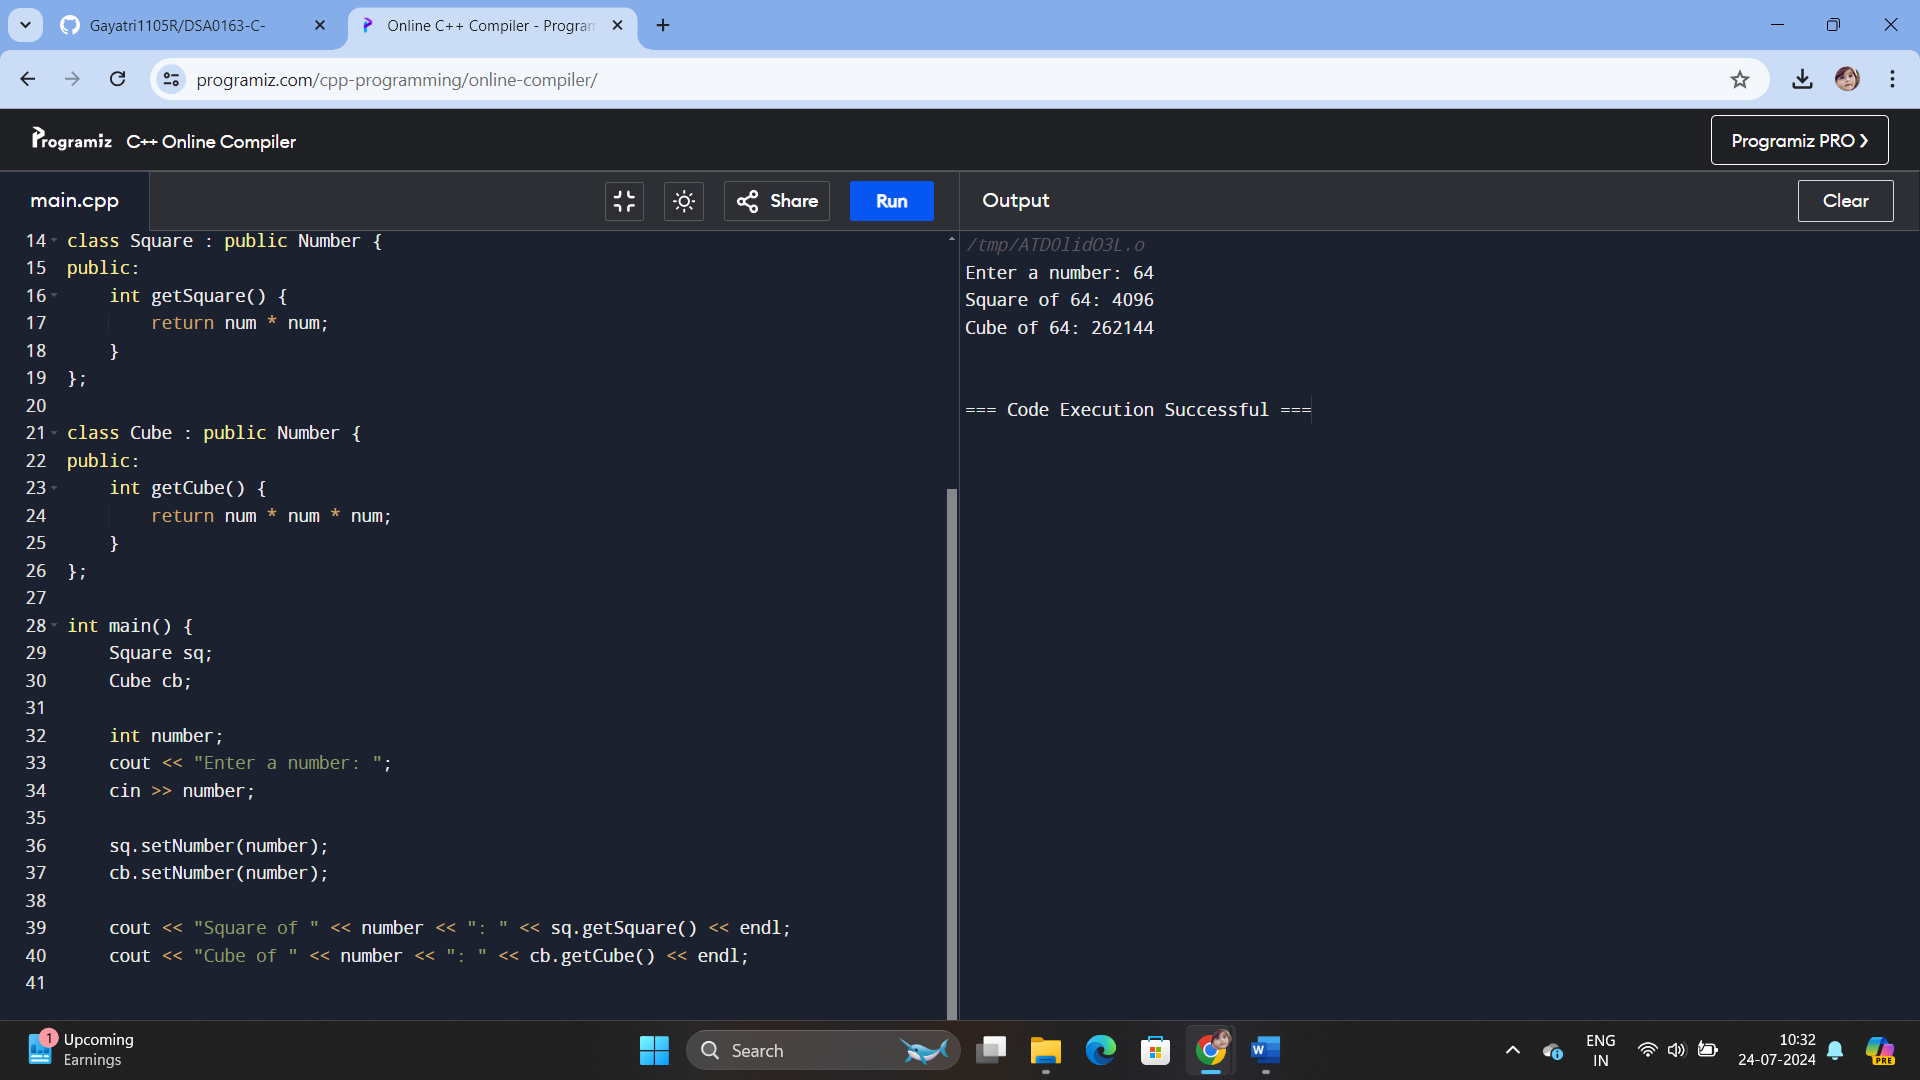 Gayatri1105R/DSA0163-C-
Online C++ Compiler - Program
programiz.com/cpp-programming/online-compiler/
Programiz C++ Online Compiler
Programiz PRO ❯
main.cpp
Share
Run
Output
Clear
14 class Square : public Number {
15 public:
16     int getSquare() {
17         return num * num;
18     }
19 };
20
21 class Cube : public Number {
22 public:
23     int getCube() {
24         return num * num * num;
25     }
26 };
27
28 int main() {
29     Square sq;
30     Cube cb;
31
32     int number;
33     cout << "Enter a number: ";
34     cin >> number;
35
36     sq.setNumber(number);
37     cb.setNumber(number);
38
39     cout << "Square of " << number << ": " << sq.getSquare() << endl;
40     cout << "Cube of " << number << ": " << cb.getCube() << endl;
41
/tmp/ATDOlidO3L.o
Enter a number: 64
Square of 64: 4096
Cube of 64: 262144
=== Code Execution Successful ===
1
Upcoming
Earnings
Search
W
PRE
ENG
IN
10:32
24-07-2024